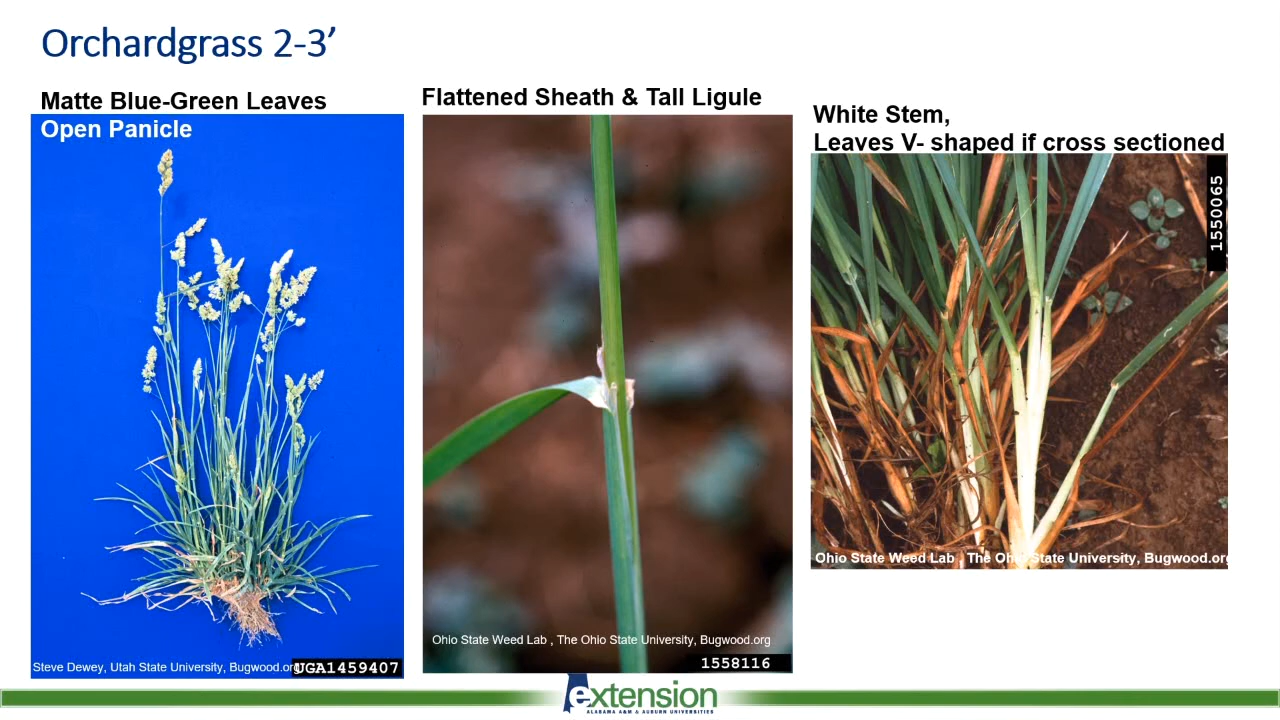 Orchardgrass 2-3’
Matte Blue-Green Leaves
Open Panicle
Flattened Sheath & Tall Ligule
White Stem,
Leaves V- shaped if cross sectioned
1550065
Ohio State Weed Lab , The Ohio State University, Bugwood.org
Ohio State Weed Lab , The Ohio State University, Bugwood.org
1558116
Steve Dewey, Utah State University, Bugwood.org
UGA1459407
extension
ALABAMA A&M & AUBURN UNIVERSITIES